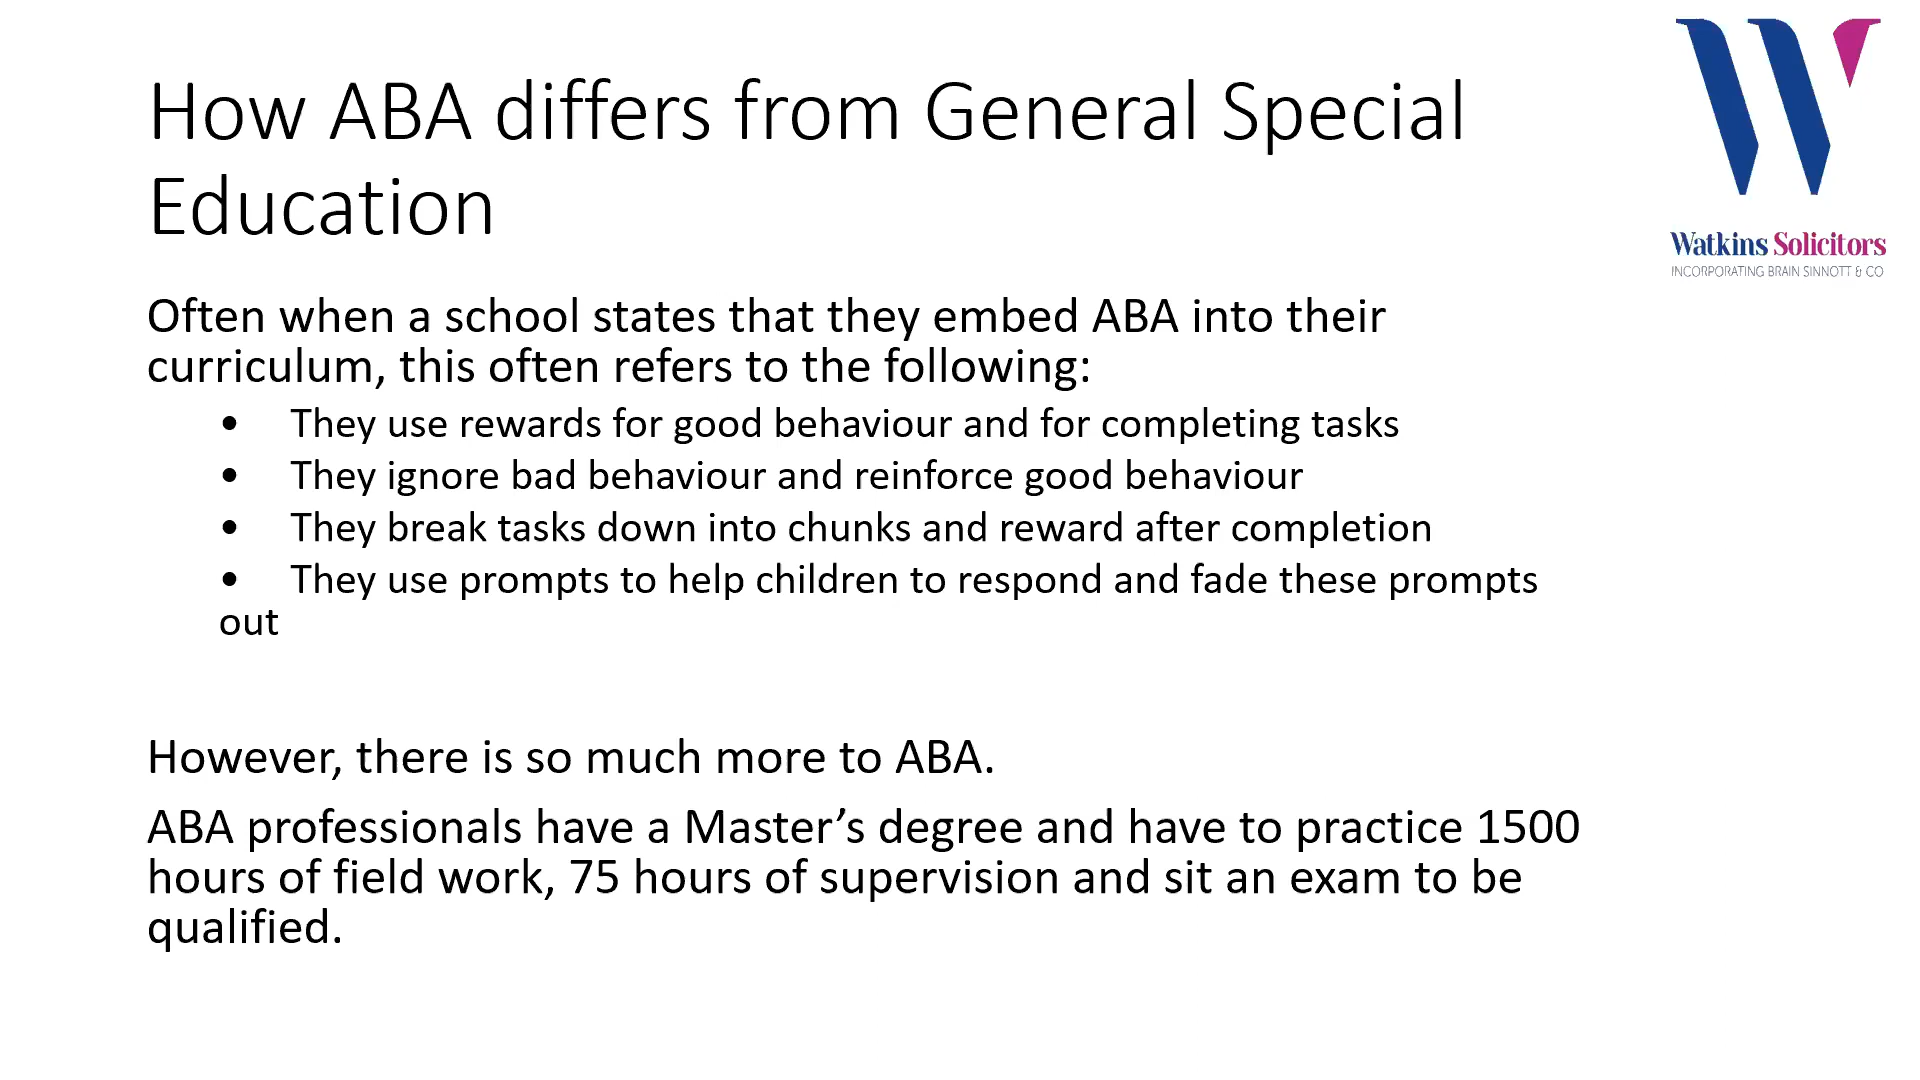 How ABA differs from General Special
Education
Watkins Solicitors
INCORPORATING BRAIN SINNOTT & CO
Often when a school states that they embed ABA into their
curriculum, this often refers to the following:
• They use rewards for good behaviour and for completing tasks
• They ignore bad behaviour and reinforce good behaviour
• They break tasks down into chunks and reward after completion
• They use prompts to help children to respond and fade these prompts
out
However, there is so much more to ABA.
ABA professionals have a Master’s degree and have to practice 1500
hours of field work, 75 hours of supervision and sit an exam to be
qualified.